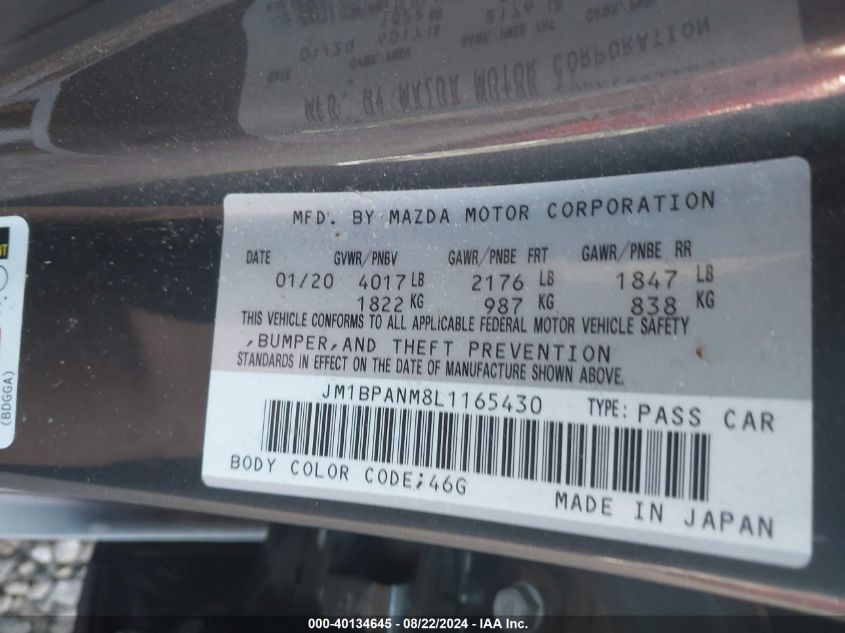 MFD. BY MAZDA MOTOR CORPORATION
DATE GVWR/PNBV GAWR/PNBE FRT GAWR/PNBE RR
01/20 4017 LB 2176 LB 1847 LB
1822 KG 987 KG 838 KG
THIS VEHICLE CONFORMS TO ALL APPLICABLE FEDERAL MOTOR VEHICLE SAFETY
,BUMPER,AND THEFT PREVENTION
STANDARDS IN EFFECT ON THE DATE OF MANUFACTURE SHOWN ABOVE.
JM1BPANM8L1165430 TYPE: PASS CAR
BODY COLOR CODE;46G
MADE IN JAPAN
(BDGGA)
000-40134645 - 08/22/2024 - IAA Inc.